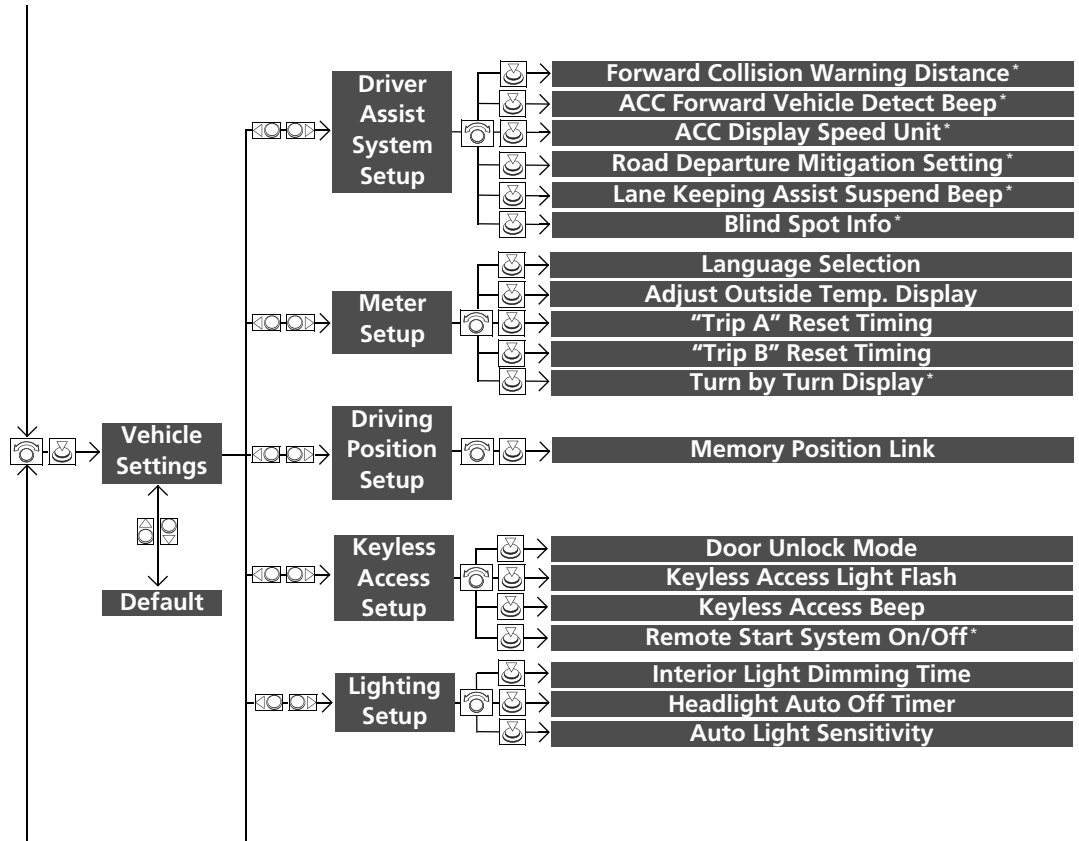 Driver
Assist
System
Setup
Forward Collision Warning Distance*
ACC Forward Vehicle Detect Beep*
ACC Display Speed Unit*
Road Departure Mitigation Setting*
Lane Keeping Assist Suspend Beep*
Blind Spot Info*
Meter
Setup
Language Selection
Adjust Outside Temp. Display
“Trip A” Reset Timing
“Trip B” Reset Timing
Turn by Turn Display*
Vehicle
Settings
Default
Driving
Position
Setup
Memory Position Link
Keyless
Access
Setup
Door Unlock Mode
Keyless Access Light Flash
Keyless Access Beep
Remote Start System On/Off*
Lighting
Setup
Interior Light Dimming Time
Headlight Auto Off Timer
Auto Light Sensitivity